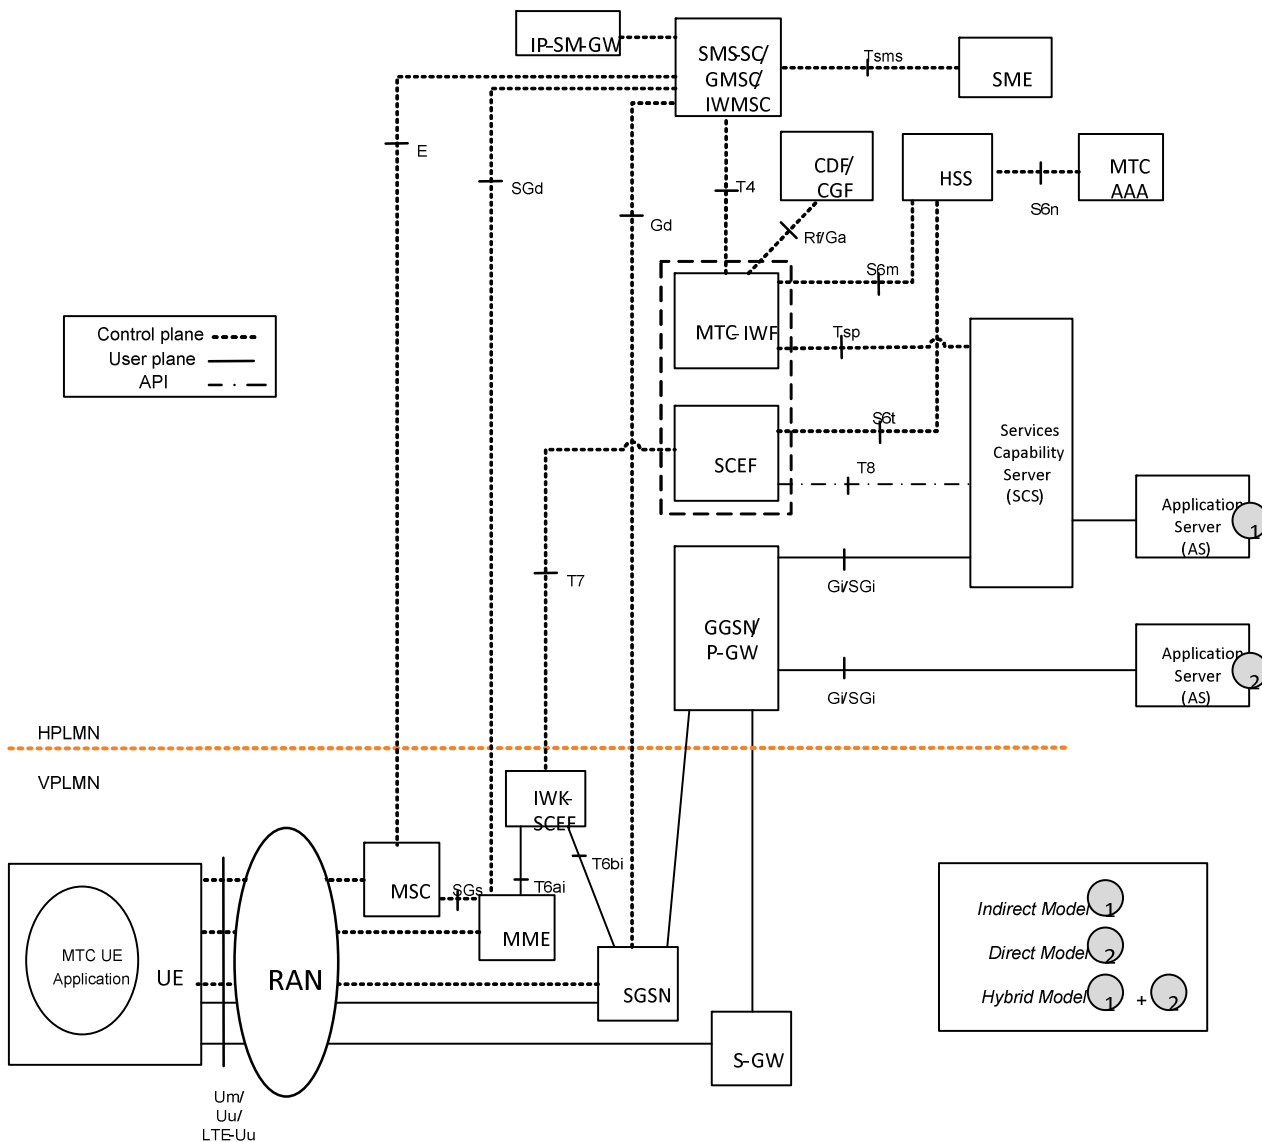 IP-SM-GW
SMS-SC/
GMSC/
IWMSC
Tsms
SME
E
SGd
Gd
T4
CDF/
CGF
Rf/Ga
HSS
S6n
MTC
AAA
S6m
MTC-IWF
Tsp
Control plane
User plane
API
S6t
SCEF
T8
Services
Capability
Server
(SCS)
Application
Server
(AS)
1
T7
Gi/SGi
GGSN/
P-GW
Gi/SGi
Application
Server
(AS)
2
HPLMN
VPLMN
IWK-
SCEF
T6ai
T6bi
MSC
SGs
MME
SGSN
S-GW
MTC UE
Application
UE
RAN
Um/
Uu/
LTE-Uu
Indirect Model 1
Direct Model 2
Hybrid Model 1 + 2